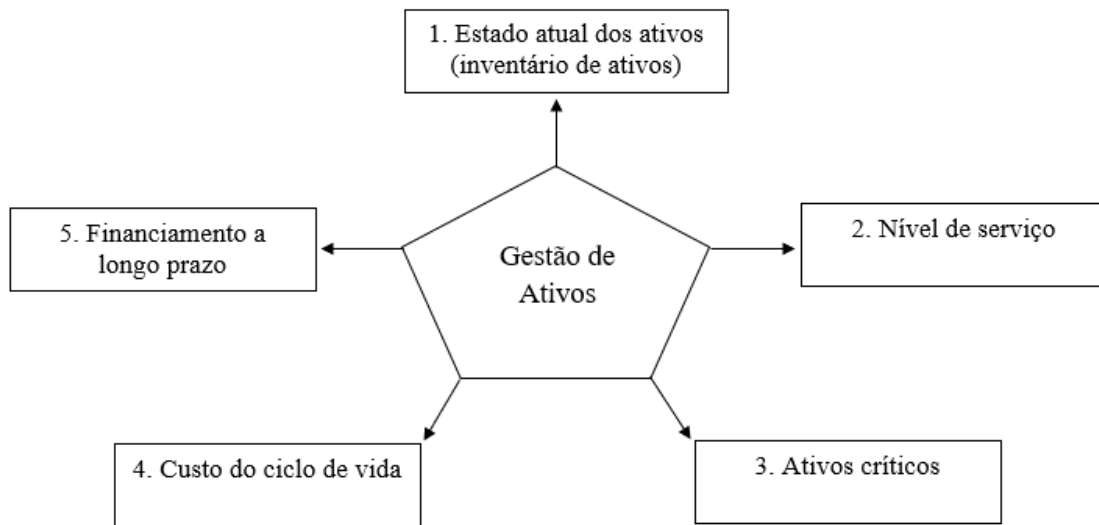 1. Estado atual dos ativos
(inventário de ativos)
5. Financiamento a
longo prazo
Gestão de
Ativos
2. Nível de serviço
4. Custo do ciclo de vida
3. Ativos críticos